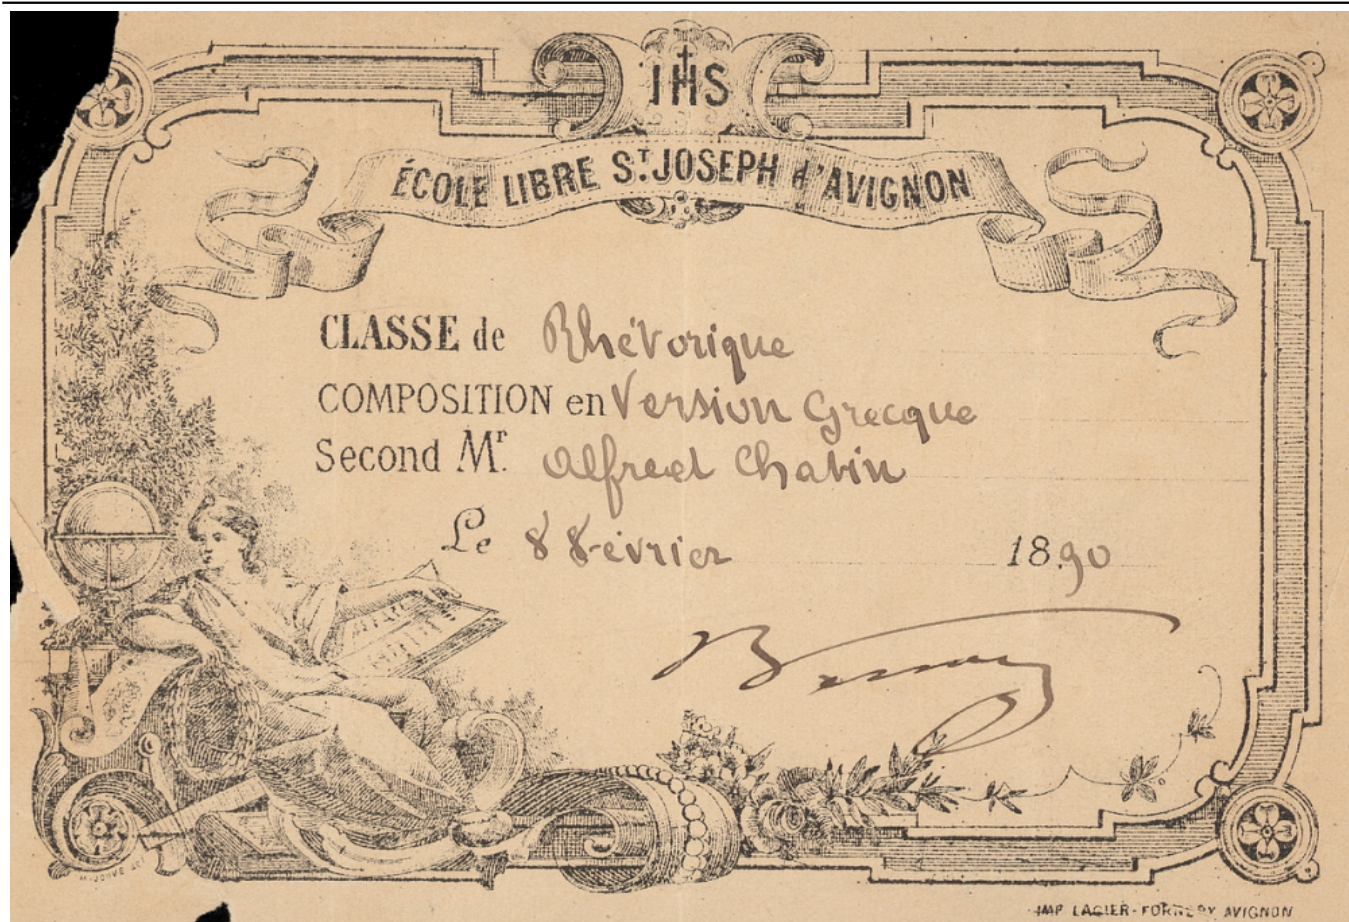 IHS
ÉCOLE LIBRE S.T JOSEPH d'AVIGNON
CLASSE de Rhétorique
COMPOSITION en Version Grecque
Second Mr. Alfred Chabin
Le 8 Février 1890
IMP. LAGIER-FORNERY AVIGNON